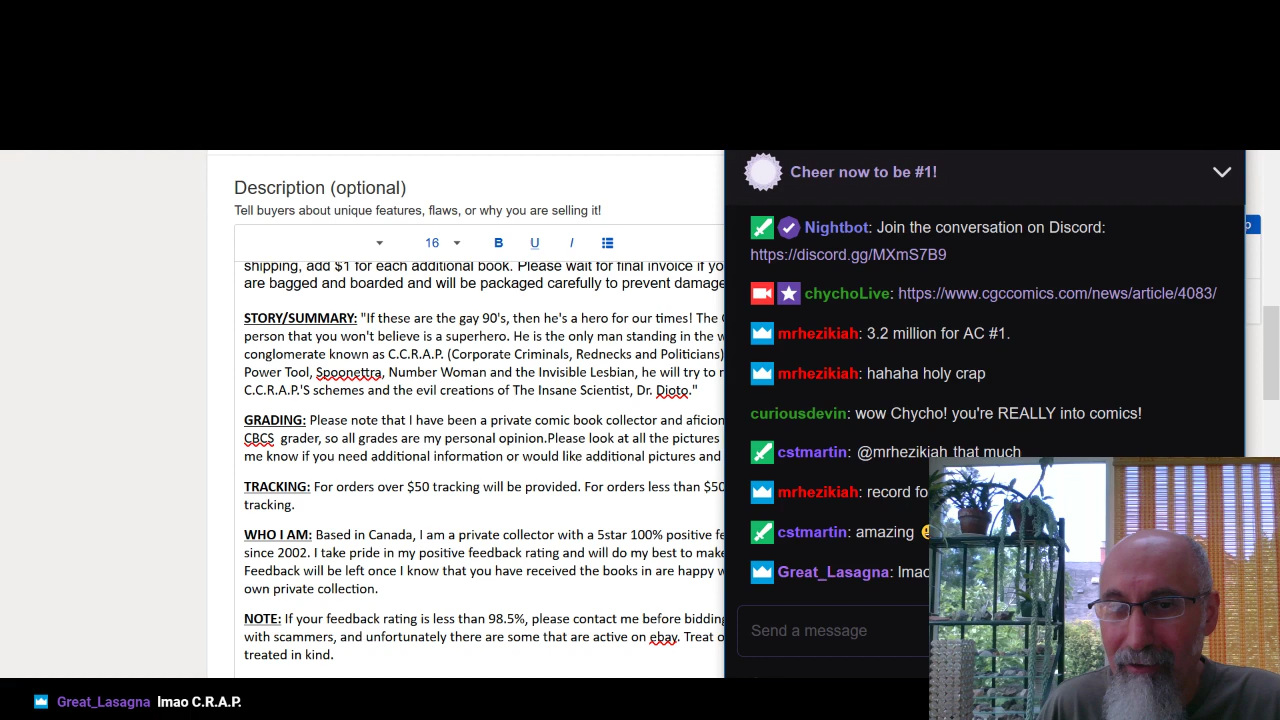 Description (optional)
Tell buyers about unique features, flaws, or why you are selling it!
16 B U I
shipping, add $1 for each additional book. Please wait for final invoice if yo
are bagged and boarded and will be packaged carefully to prevent damage
STORY/SUMMARY: "If these are the gay 90's, then he's a hero for our times! The
person that you won't believe is a superhero. He is the only man standing in the w
conglomerate known as C.C.R.A.P. (Corporate Criminals, Rednecks and Politicians)
Power Tool, Spoonettra, Number Woman and the Invisible Lesbian, he will try to
C.C.R.A.P.'S schemes and the evil creations of The Insane Scientist, Dr. Dioto."
GRADING: Please note that I have been a private comic book collector and aficion
CBCS grader, so all grades are my personal opinion.Please look at all the pictures
me know if you need additional information or would like additional pictures and
TRACKING: For orders over $50 tracking will be provided. For orders less than $50
tracking.
WHO I AM: Based in Canada, I am a private collector with a 5star 100% positive fe
since 2002. I take pride in my positive feedback rating and will do my best to make
Feedback will be left once I know that you have received the books in are happy w
own private collection.
NOTE: If your feedback rating is less than 98.5%, please contact me before bidding
with scammers, and unfortunately there are some that are active on ebay. Treat o
treated in kind.
Cheer now to be #1!
Nightbot: Join the conversation on Discord:
https://discord.gg/MXmS7B9
chychoLive: https://www.cgccomics.com/news/article/4083/
mrhezikiah: 3.2 million for AC #1.
mrhezikiah: hahaha holy crap
curiousdevin: wow Chycho! you're REALLY into comics!
cstmartin: @mrhezikiah that much
mrhezikiah: record fo
cstmartin: amazing
Great_Lasagna: lmao
Send a message
Great_Lasagna lmao C.R.A.P.